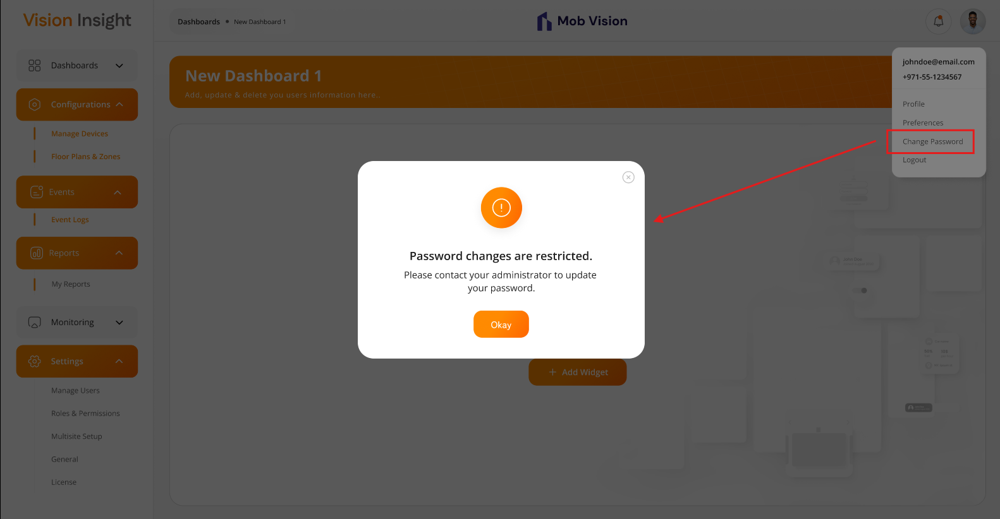 Vision Insight
Dashboards • New Dashboard 1
Mob Vision
Dashboards
Configurations
Manage Devices
Floor Plans & Zones
Events
Event Logs
Reports
My Reports
Monitoring
Settings
Manage Users
Roles & Permissions
Multisite Setup
General
License
New Dashboard 1
Add, update & delete you users information here..
johndoe@email.com
+971-55-1234567
Profile
Preferences
Change Password
Logout
Password changes are restricted.
Please contact your administrator to update
your password.
Okay
+ Add Widget
John Doe